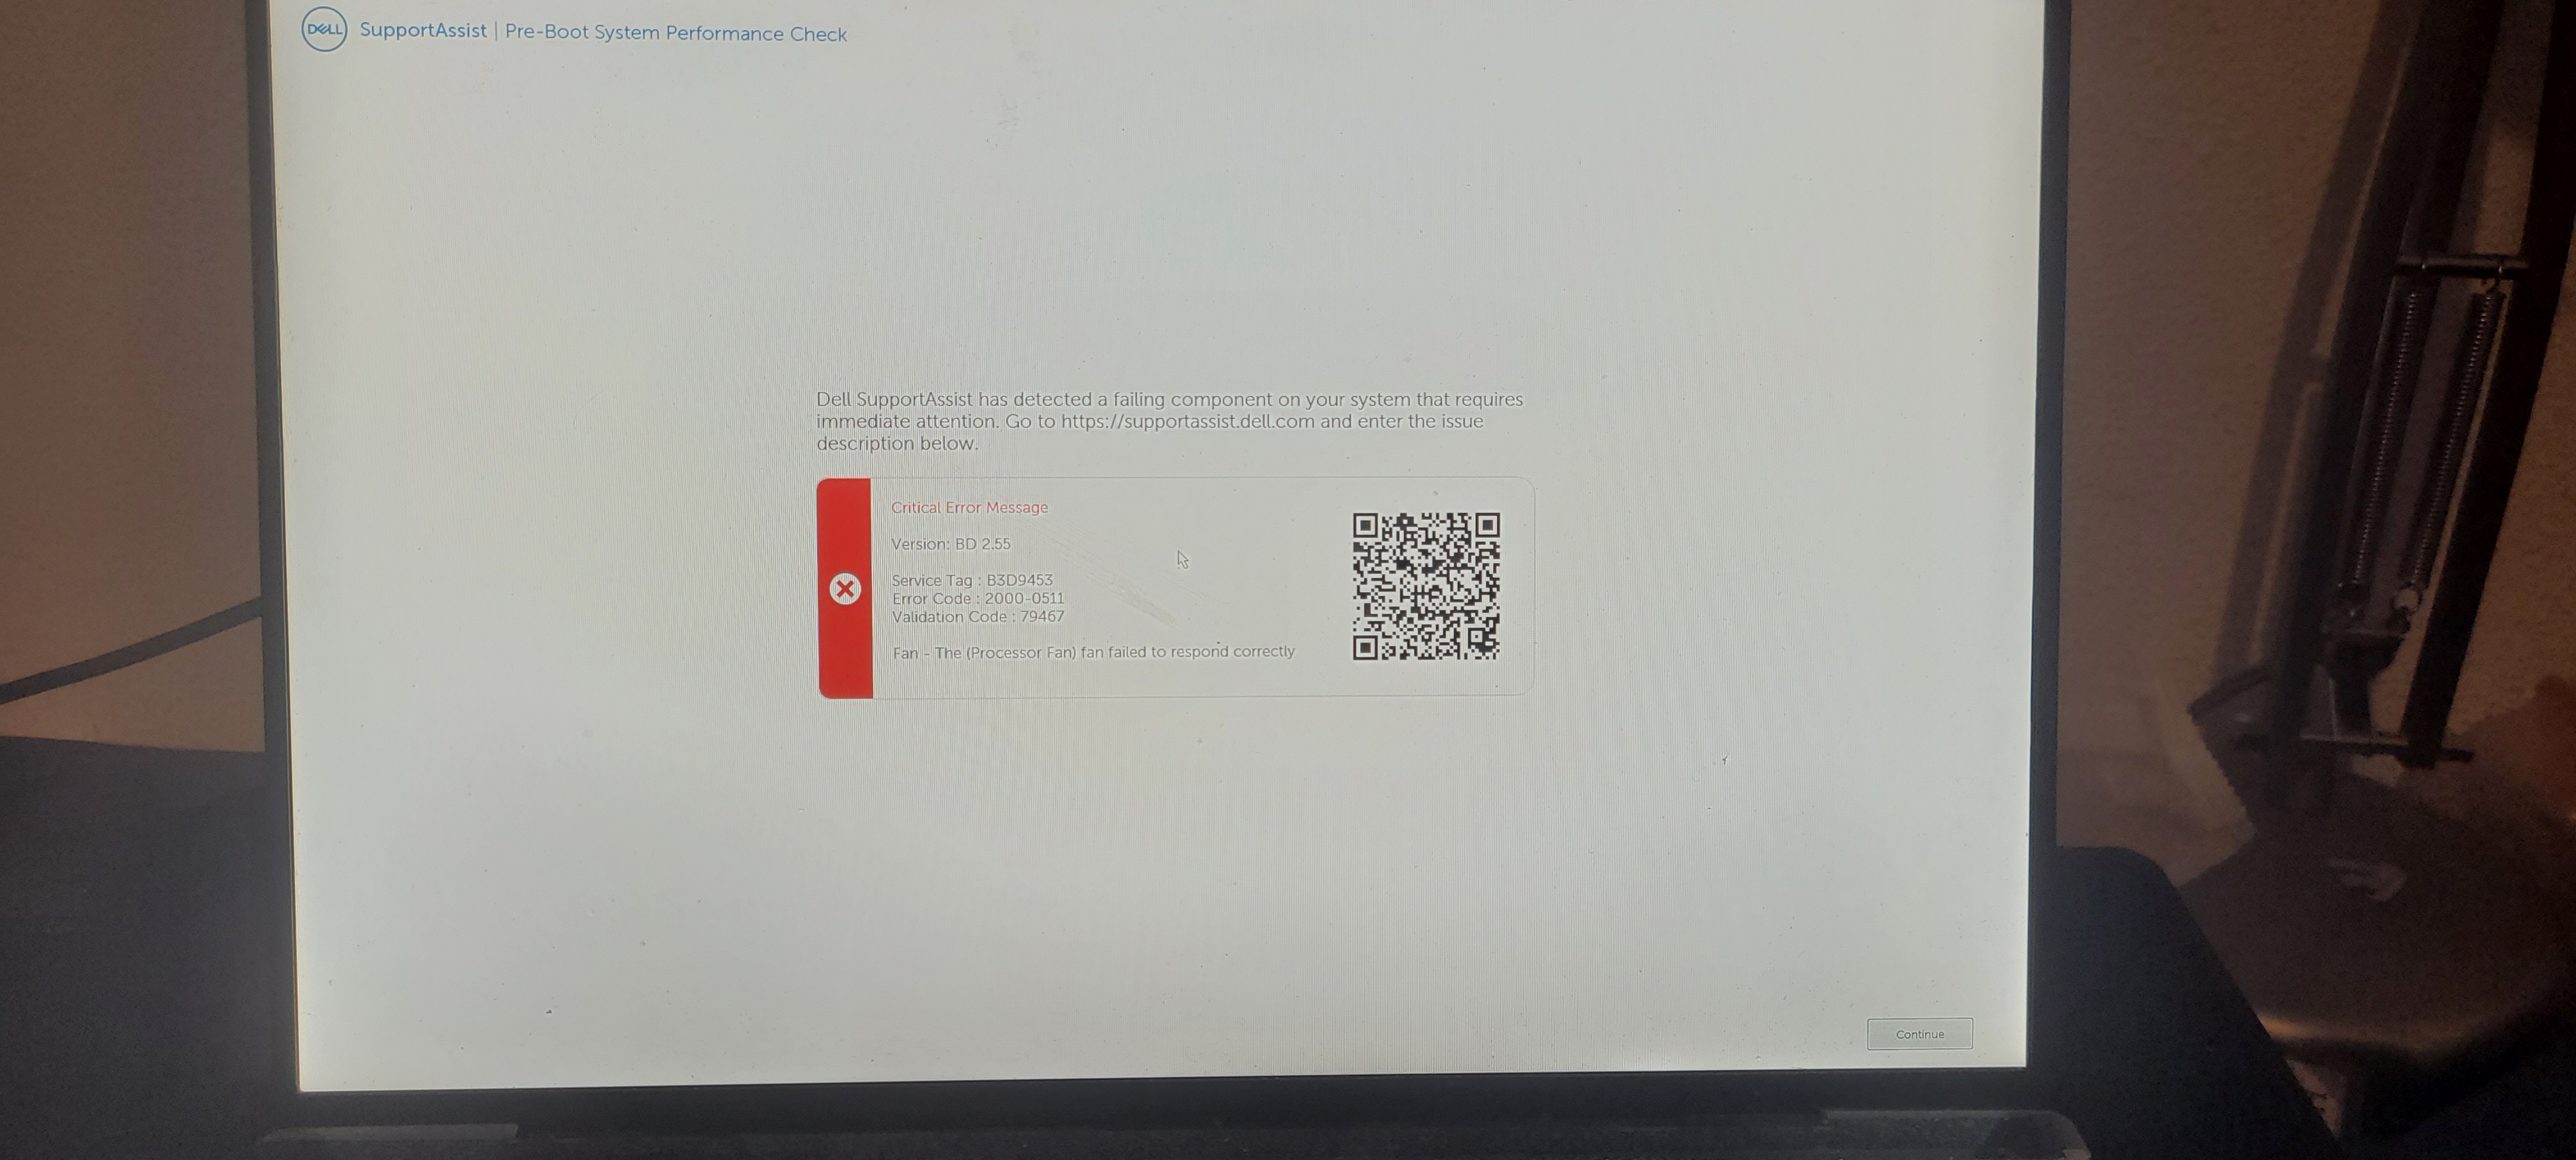 DELL SupportAssist | Pre-Boot System Performance Check
Dell SupportAssist has detected a failing component on your system that requires
immediate attention. Go to https://supportassist.dell.com and enter the issue
description below.
Critical Error Message
Version: BD 2.55
Service Tag : B3D9453
Error Code : 2000-0511
Validation Code : 79467
Fan - The (Processor Fan) fan failed to respond correctly
Continue